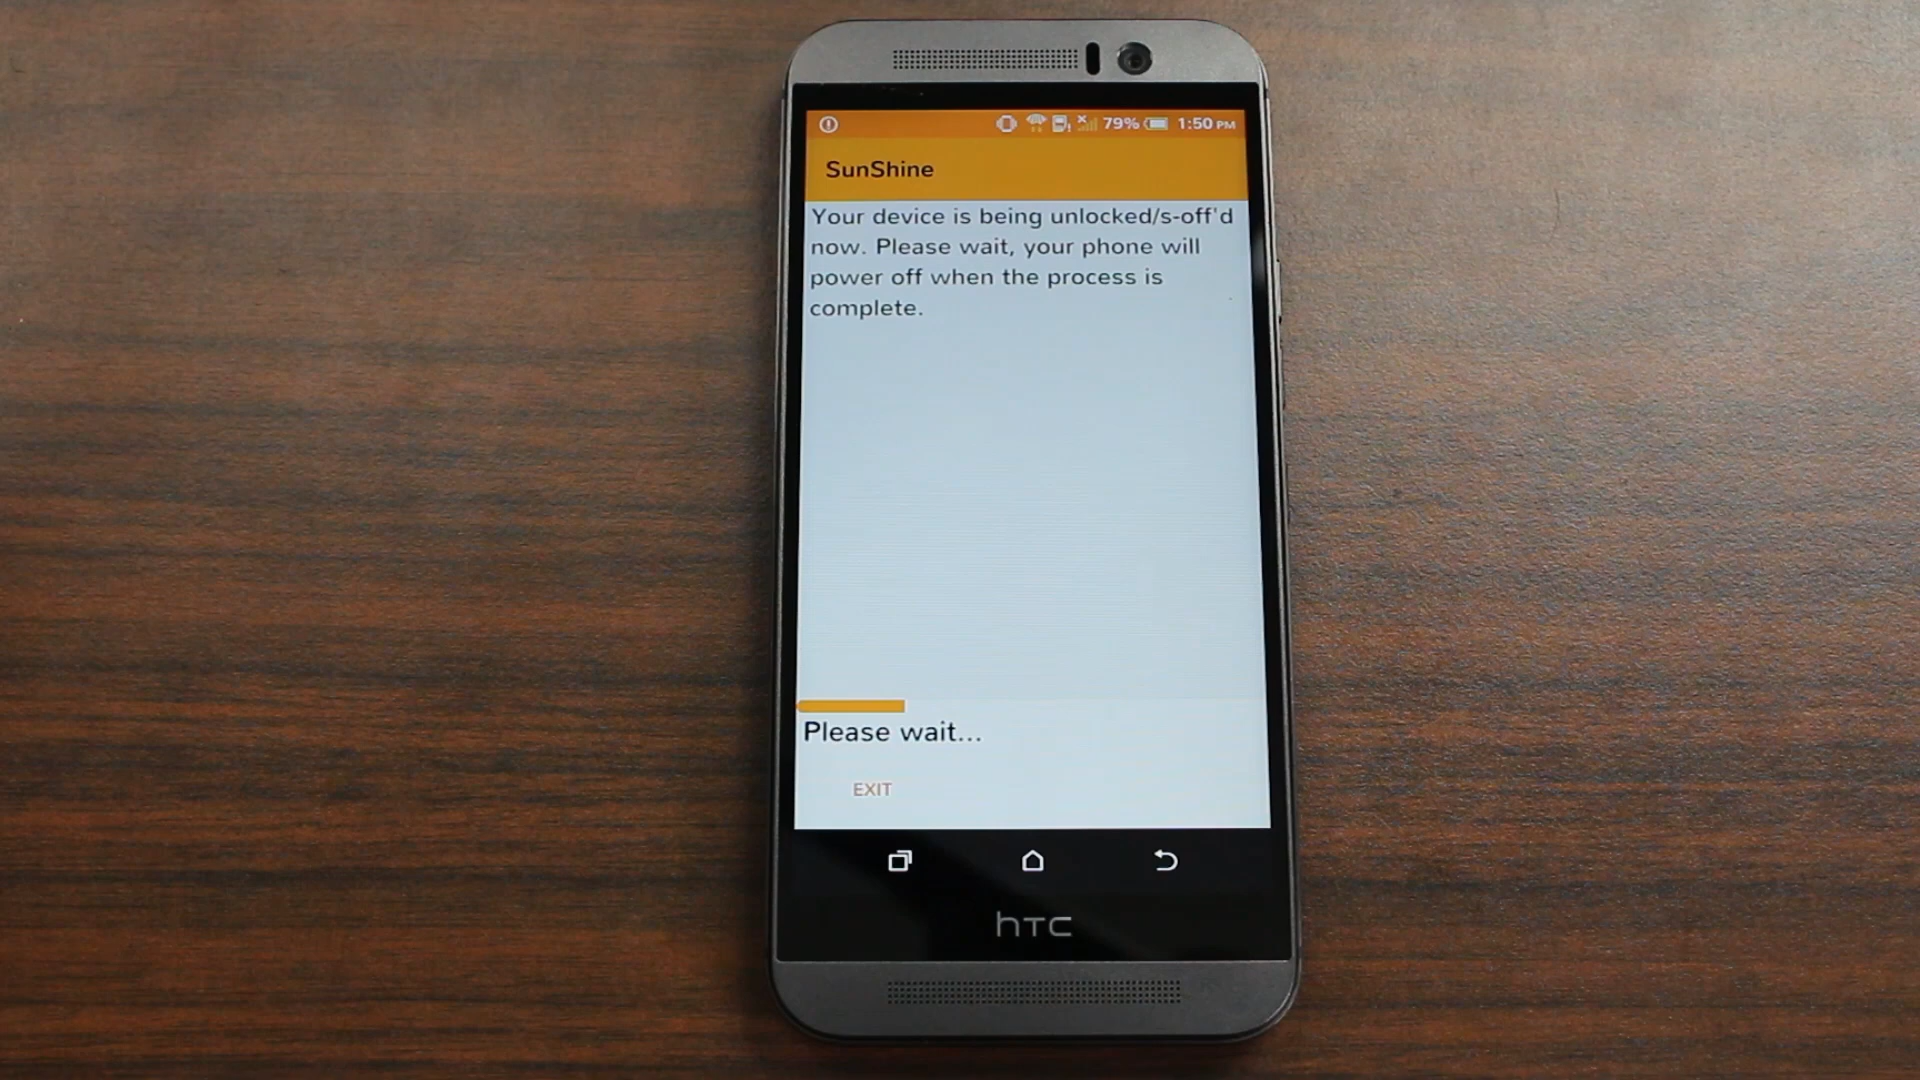 79% 1:50 PM
SunShine
Your device is being unlocked/s-off'd
now. Please wait, your phone will
power off when the process is
complete.
Please wait...
EXIT
hTC